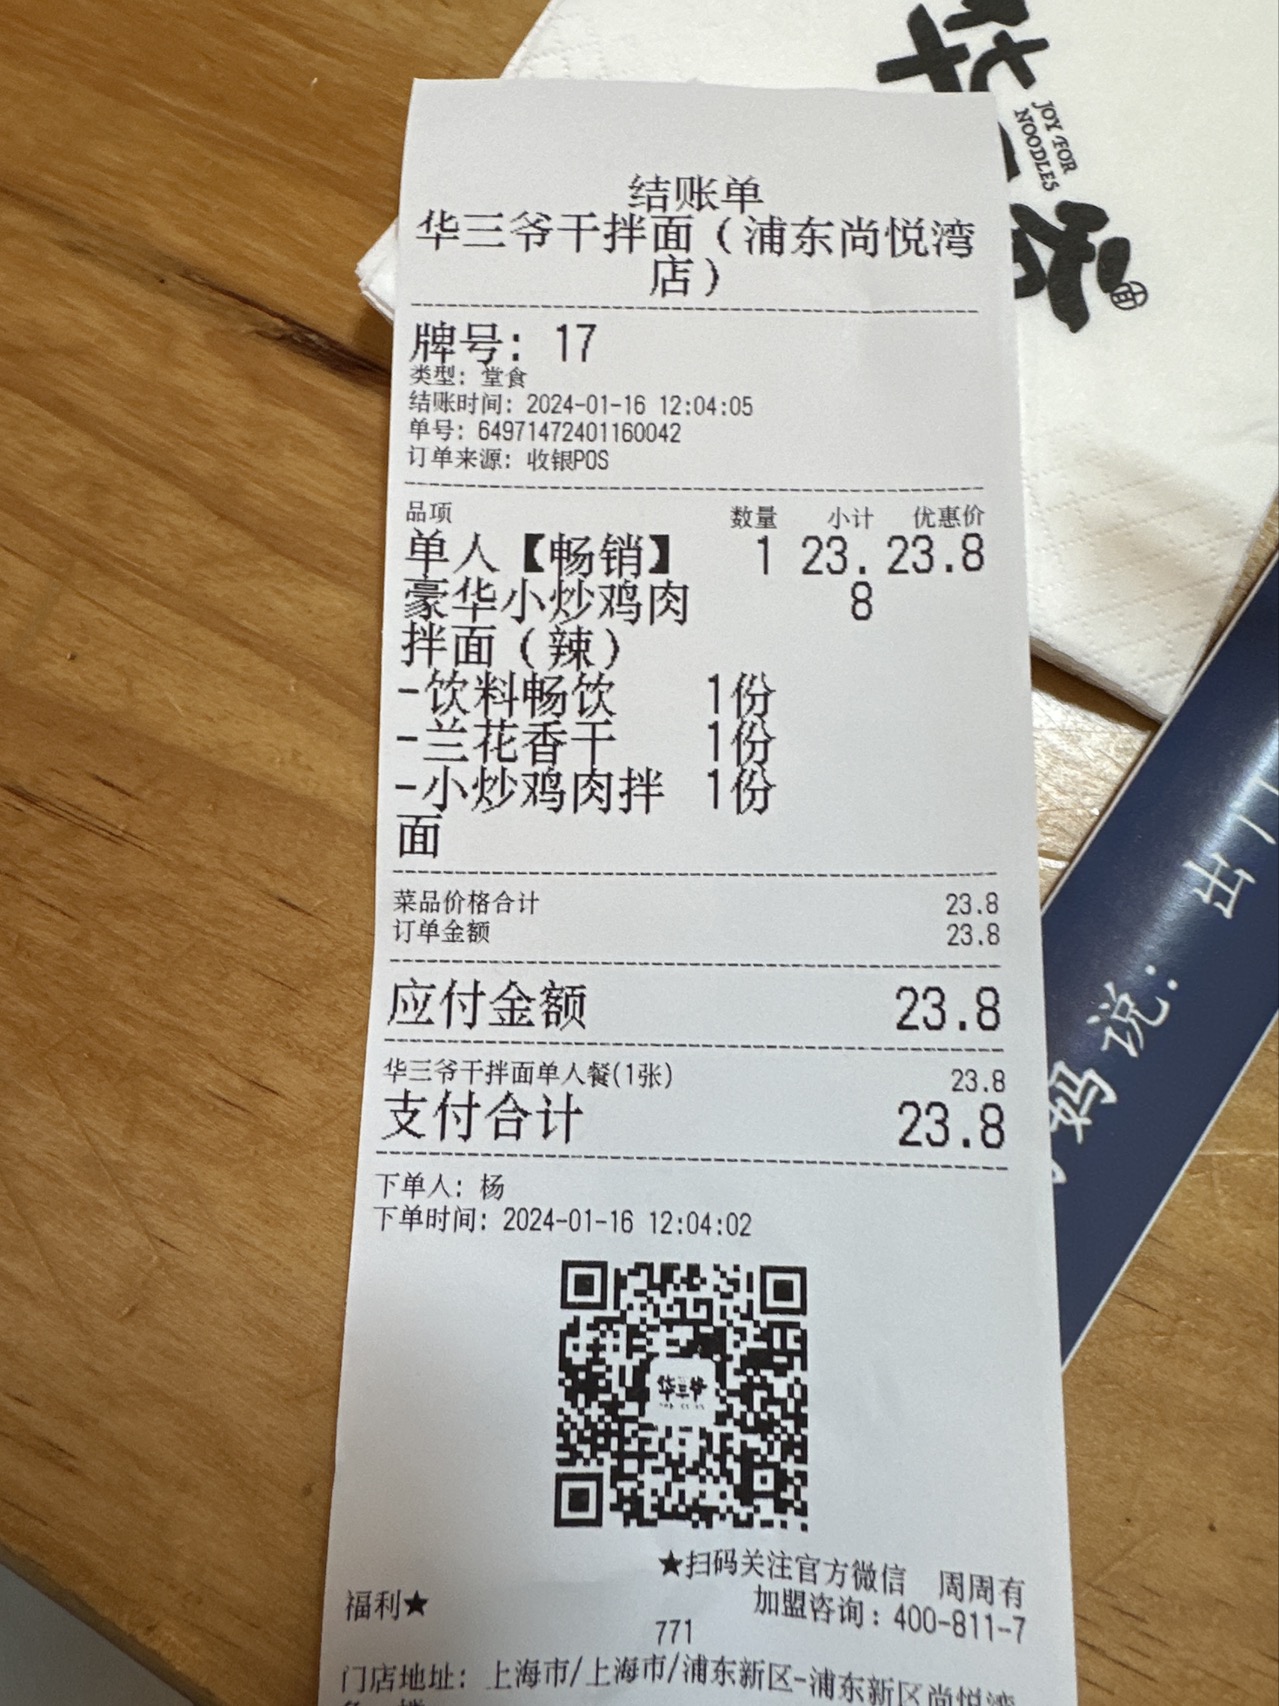 JOY FOR
NOODLES
结账单
华三爷干拌面（浦东尚悦湾
店）
牌号: 17
类型: 堂食
结账时间: 2024-01-16 12:04:05
单号: 64971472401160042
订单来源: 收银POS
品项 数量 小计 优惠价
单人【畅销】 1 23. 23.8
豪华小炒鸡肉 8
拌面（辣）
-饮料畅饮 1份
-兰花香干 1份
-小炒鸡肉拌 1份
面
菜品价格合计 23.8
订单金额 23.8
应付金额 23.8
华三爷干拌面单人餐(1张) 23.8
支付合计 23.8
下单人: 杨
下单时间: 2024-01-16 12:04:02
华三爷
★扫码关注官方微信 周周有
福利★
加盟咨询: 400-811-7
771
门店地址: 上海市/上海市/浦东新区-浦东新区尚悦湾
妈说:
出门